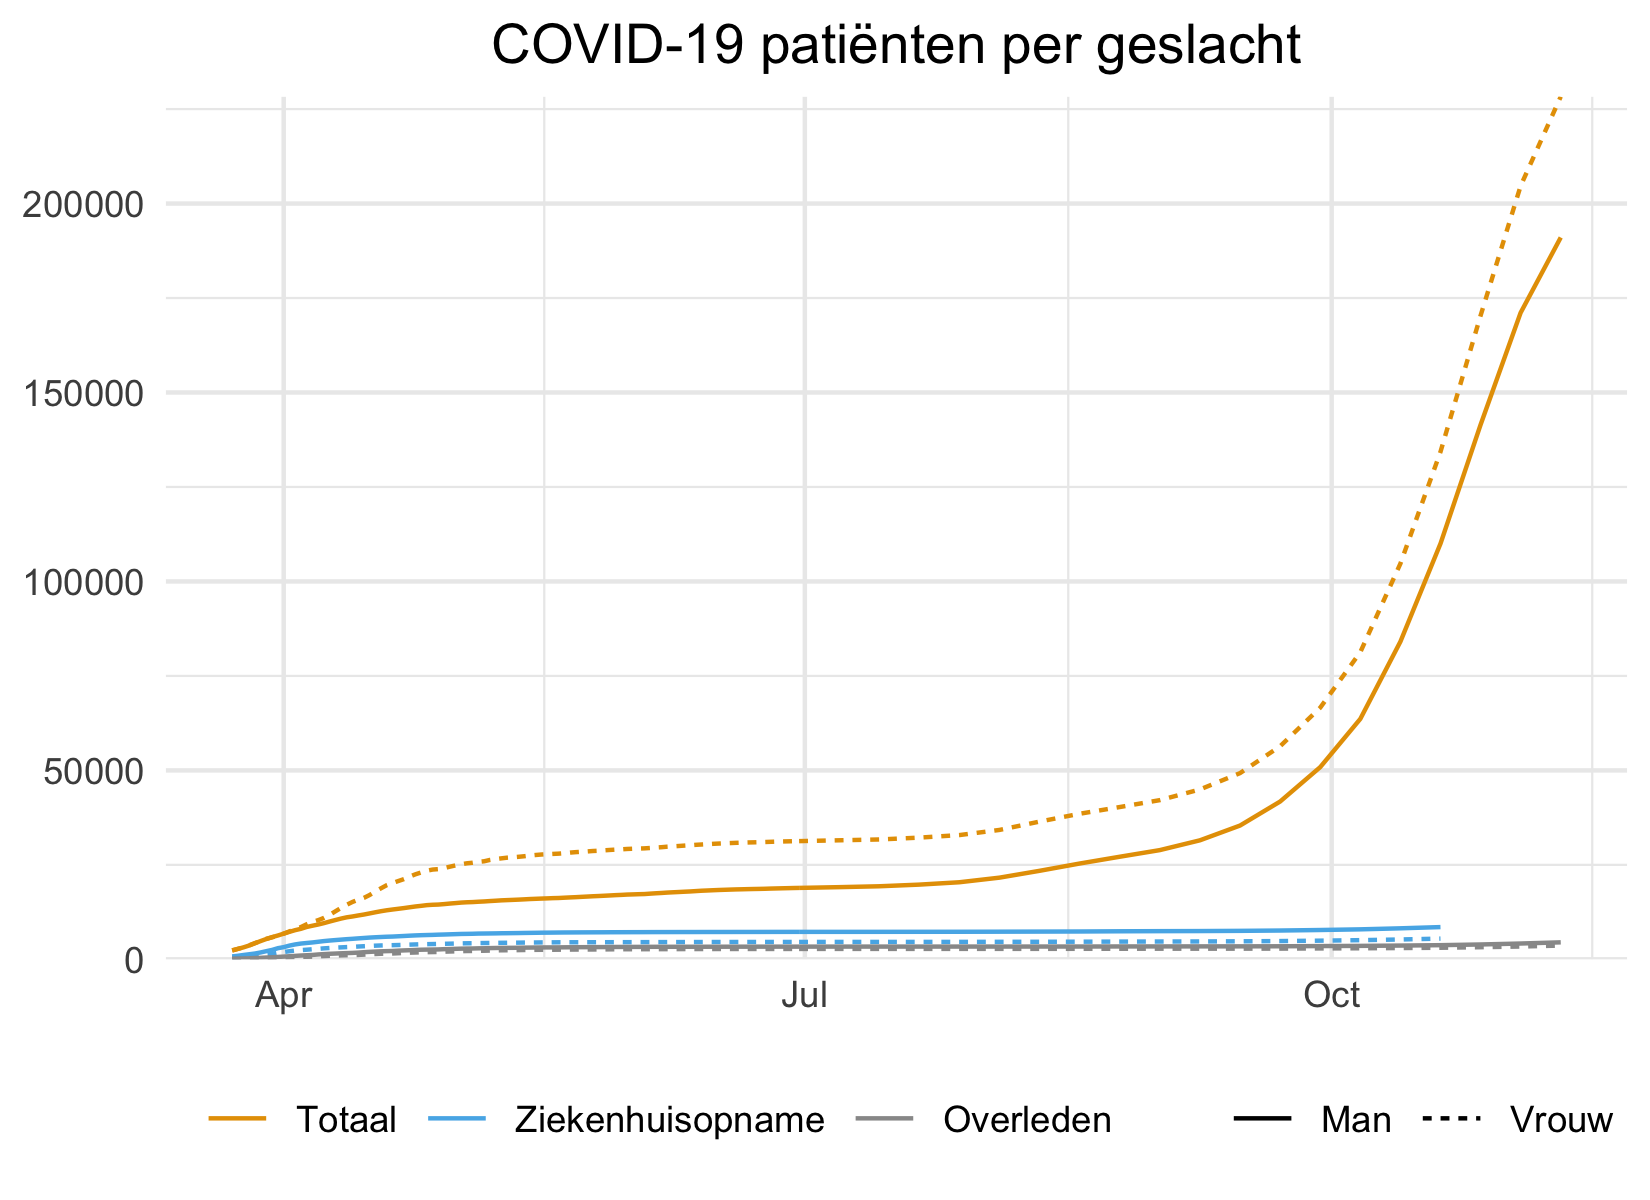 COVID-19 patiënten per geslacht
200000
150000
100000
50000
0
Apr Jul Oct
Totaal Ziekenhuisopname Overleden Man Vrouw